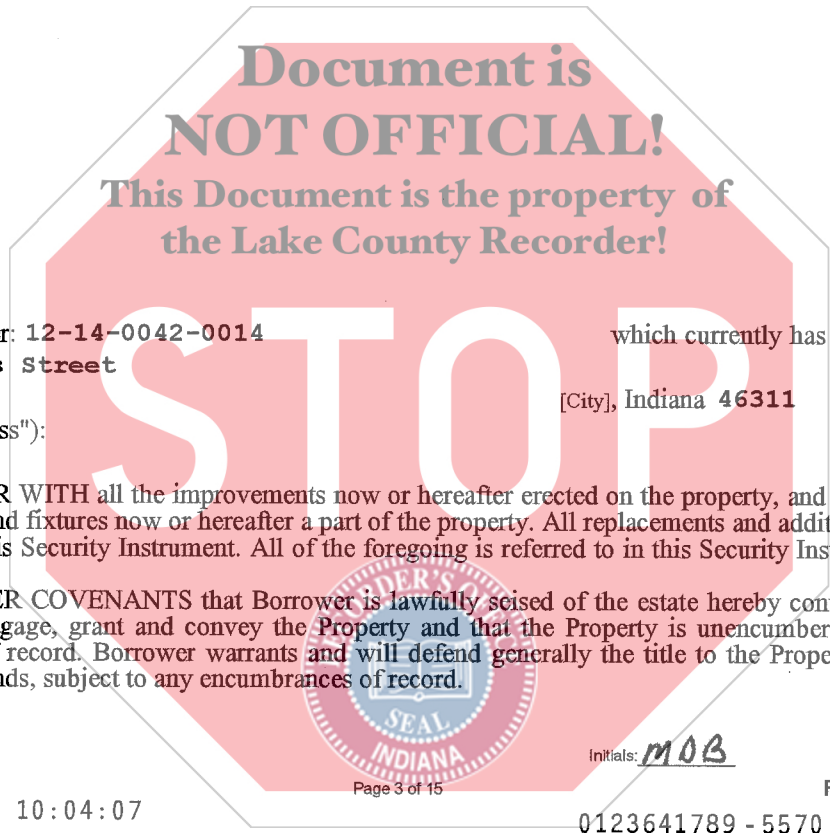 Document is
NOT OFFICIAL!
This Document is the property of
the Lake County Recorder!
STOP
r: 12-14-0042-0014 which currently has
s Street
[City], Indiana 46311
ss"):
R WITH all the improvements now or hereafter erected on the property, and
nd fixtures now or hereafter a part of the property. All replacements and addit
is Security Instrument. All of the foregoing is referred to in this Security Ins
ER COVENANTS that Borrower is lawfully seised of the estate hereby con
gage, grant and convey the Property and that the Property is unencumber
f record. Borrower warrants and will defend generally the title to the Prope
nds, subject to any encumbrances of record.
RECORDER'S OFFICE
SEAL
INDIANA
Initials: MOB
Page 3 of 15
F
10:04:07
0123641789 - 5570